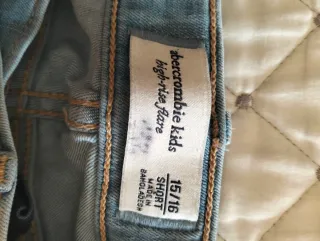 abercrombie kids
high-rise flare
15/16
SHORT
MADE IN
BANGLADESH